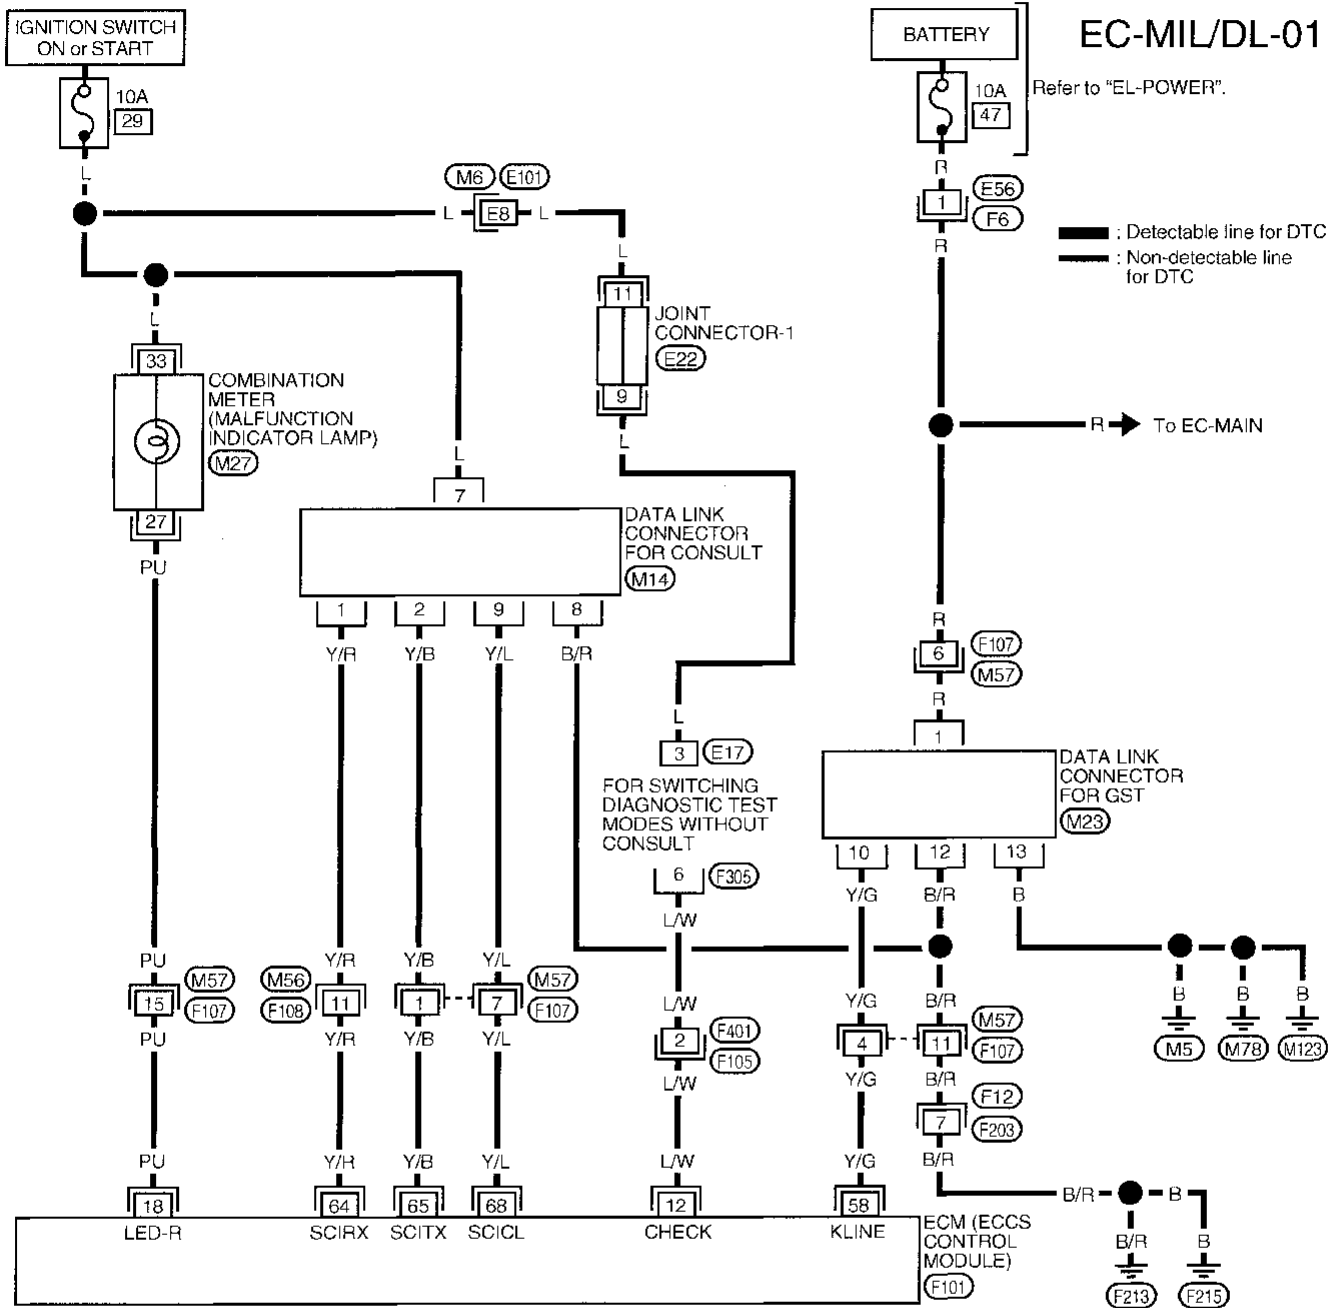 IGNITION SWITCH
ON or START
BATTERY
EC-MIL/DL-01
10A
29
10A
47
Refer to "EL-POWER".
L
R
M6 E101
E56
1
F6
L E8 L
R
: Detectable line for DTC
: Non-detectable line
for DTC
L
L
11
JOINT
CONNECTOR-1
E22
9
L
33
COMBINATION
METER
(MALFUNCTION
INDICATOR LAMP)
M27
27
PU
R To EC-MAIN
L
7
DATA LINK
CONNECTOR
FOR CONSULT
M14
1 2 9 8
Y/R Y/B Y/L B/R
R
F107
6
M57
R
1
L
3 E17
FOR SWITCHING
DIAGNOSTIC TEST
MODES WITHOUT
CONSULT
6 F305
L/W
DATA LINK
CONNECTOR
FOR GST
M23
10 12 13
Y/G B/R B
PU Y/R Y/B Y/L
M57 M56 M57
15 11 1 7
F107 F108 F107
PU Y/R Y/B Y/L
L/W
F401
2
F105
L/W
Y/G B/R
M57
4 11
F107
Y/G B/R
F12
7
F203
B B B
M5 M78 M123
PU Y/R Y/B Y/L L/W Y/G B/R
18 64 65 68 12 58
LED-R SCIRX SCITX SCICL CHECK KLINE
ECM (ECCS
CONTROL
MODULE)
F101
B/R B
B/R B
F213 F215